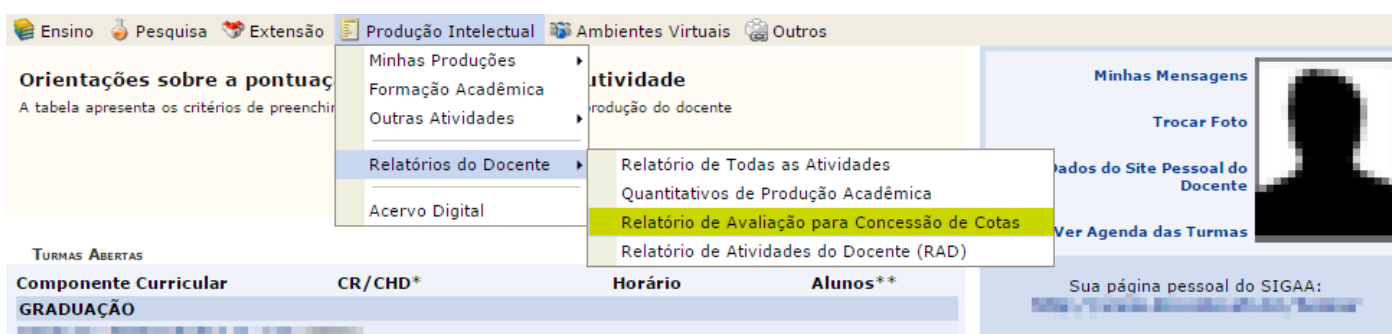 Ensino Pesquisa Extensão Produção Intelectual Ambientes Virtuais Outros
Orientações sobre a pontuaç utividade
A tabela apresenta os critérios de preenchir rodução do docente
Minhas Produções
Formação Acadêmica
Outras Atividades
Relatórios do Docente
Acervo Digital
Relatório de Todas as Atividades
Quantitativos de Produção Acadêmica
Relatório de Avaliação para Concessão de Cotas
Relatório de Atividades do Docente (RAD)
Minhas Mensagens
Trocar Foto
Dados do Site Pessoal do
Docente
Ver Agenda das Turmas
Sua página pessoal do SIGAA:
Turmas Abertas
Componente Curricular CR/CHD* Horário Alunos**
GRADUAÇÃO